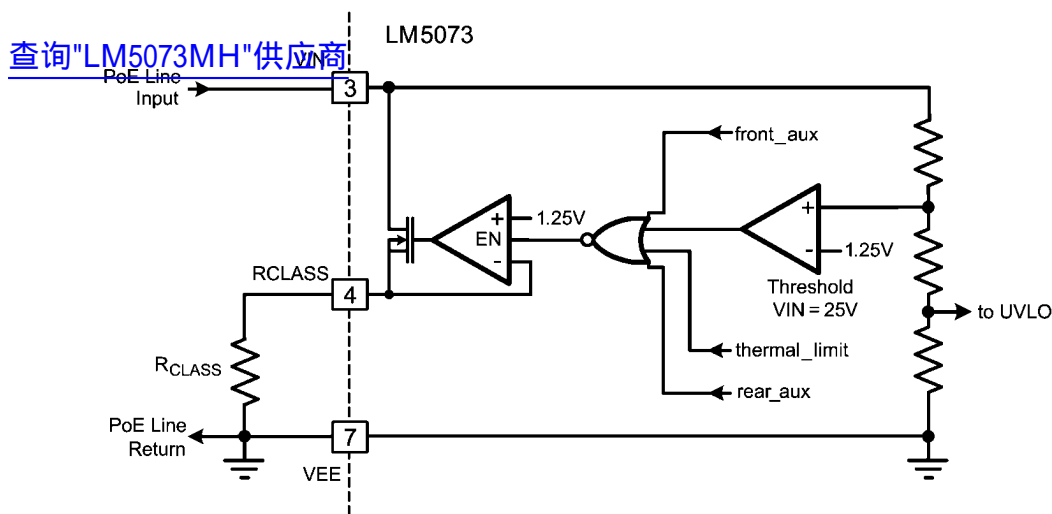 LM5073
查询"LM5073MH"供应商
VIN
PoE Line
Input
3
front_aux
+
1.25V
EN
-
+
-
1.25V
Threshold
VIN = 25V
RCLASS
4
to UVLO
RCLASS
thermal_limit
rear_aux
PoE Line
Return
7
VEE